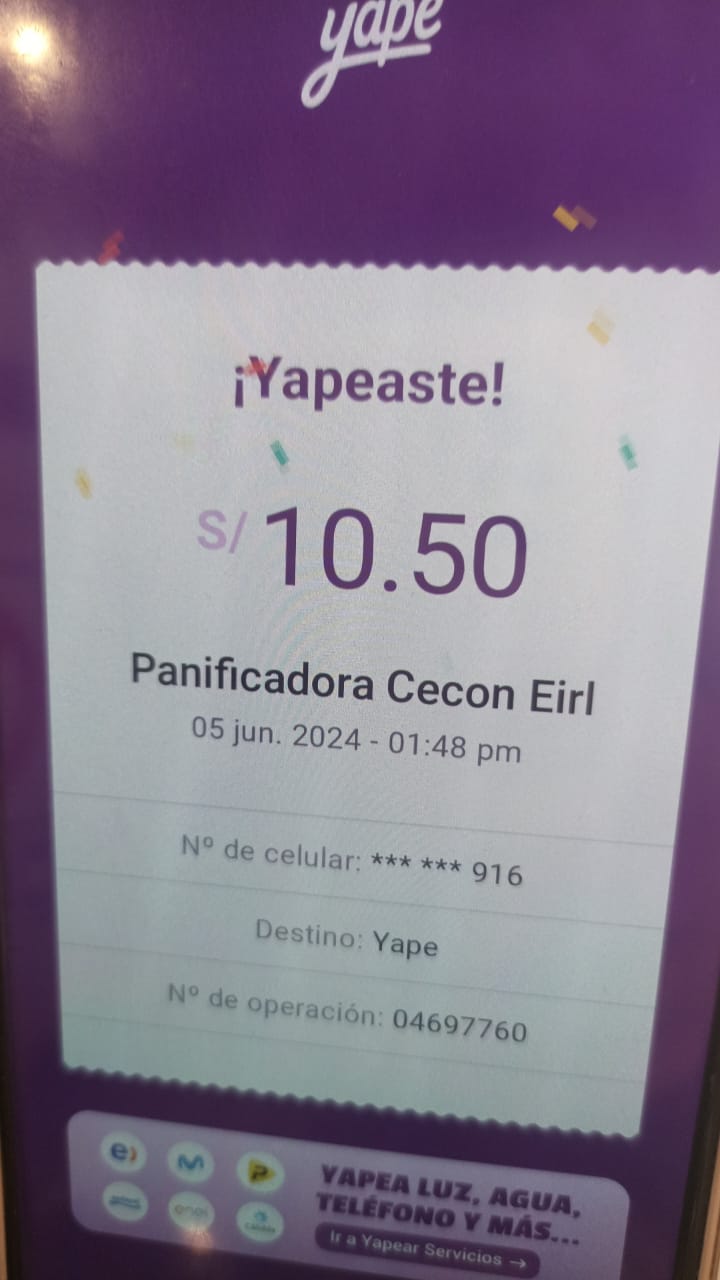 yape
¡Yapeaste!
S/ 10.50
Panificadora Cecon Eirl
05 jun. 2024 - 01:48 pm
Nº de celular: *** *** 916
Destino: Yape
Nº de operación: 04697760
e)
enel
YAPEA LUZ, AGUA,
TELÉFONO Y MÁS...
Ir a Yapear Servicios →